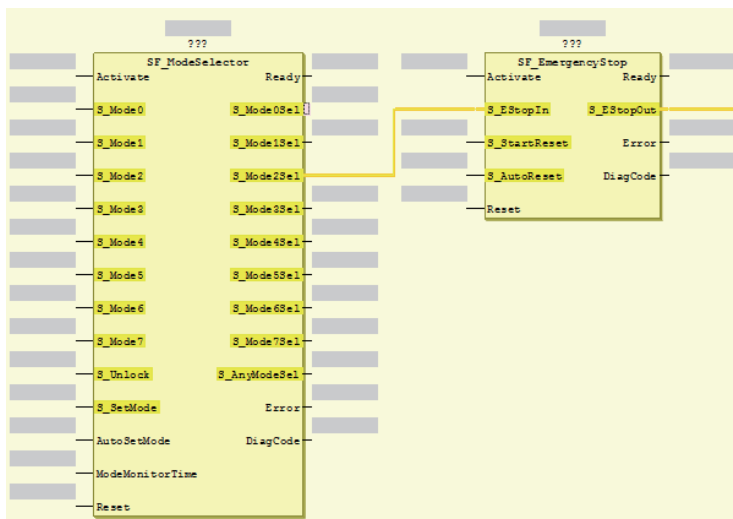 ???
SF_ModeSelector
Activate Ready
S_Mode0 S_Mode0Sel
S_Mode1 S_Mode1Sel
S_Mode2 S_Mode2Sel
S_Mode3 S_Mode3Sel
S_Mode4 S_Mode4Sel
S_Mode5 S_Mode5Sel
S_Mode6 S_Mode6Sel
S_Mode7 S_Mode7Sel
S_Unlock S_AnyModeSel
S_SetMode Error
AutoSetMode DiagCode
ModeMonitorTime
Reset
???
SF_EmergencyStop
Activate Ready
S_EStopIn S_EStopOut
S_StartReset Error
S_AutoReset DiagCode
Reset